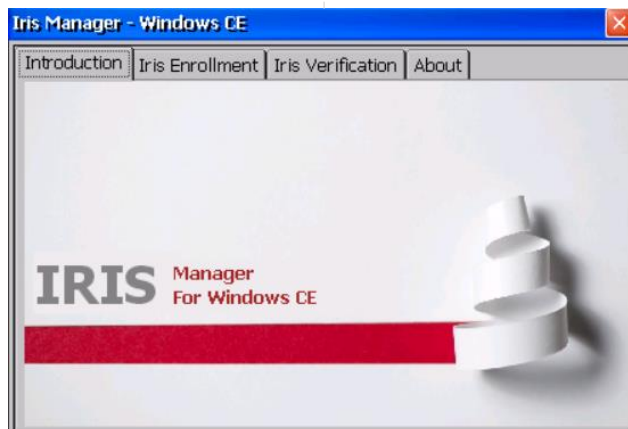 Iris Manager - Windows CE
Introduction Iris Enrollment Iris Verification About
IRIS Manager
For Windows CE